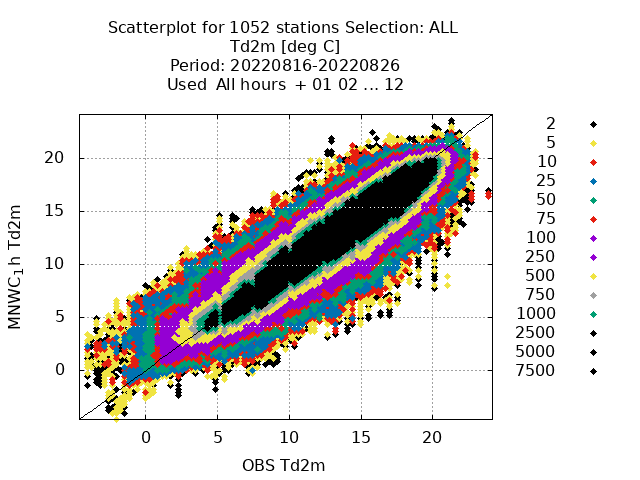 Scatterplot for 1052 stations Selection: ALL
Td2m [deg C]
Period: 20220816-20220826
Used All hours + 01 02 ... 12
MNWC₁h Td2m
20
15
10
5
0
0 5 10 15 20
OBS Td2m
2
5
10
25
50
75
100
250
500
750
1000
2500
5000
7500